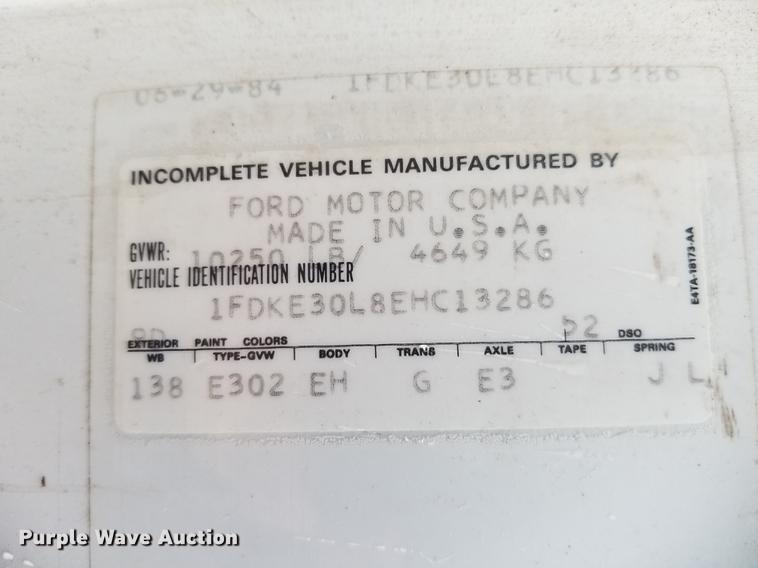 06-29-84 1FDKE30L8EHC13286
INCOMPLETE VEHICLE MANUFACTURED BY
FORD MOTOR COMPANY
MADE IN U.S.A.
GVWR: 10250 LB/ 4649 KG
VEHICLE IDENTIFICATION NUMBER
1FDKE30L8EHC13286
52
EXTERIOR PAINT COLORS DSO
WB TYPE-GVW BODY TRANS AXLE TAPE SPRING
138 E302 EH G E3 J L
E4TA-18173-AA
Purple Wave Auction